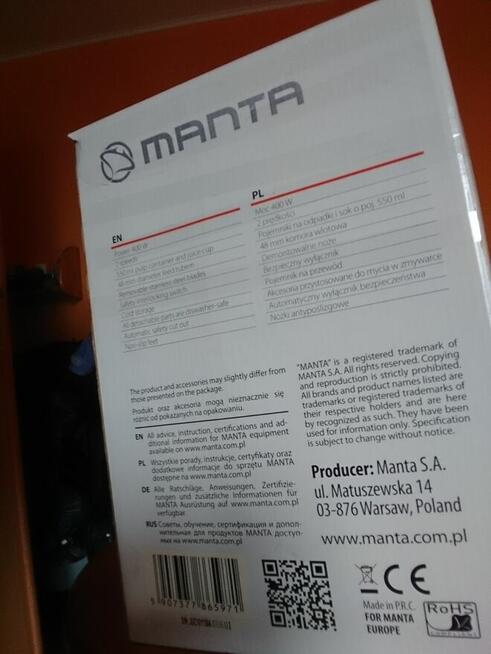 MANTA
EN
Power 400 W
2 speeds
550ml pulp container and juice cup
48 mm diameter feed tubem
Removable stainless steel blades
Safety interlocking switch
Cord storage
All detachable parts are dishwasher-safe
Automatic safety cut out
Non-slip feet
PL
Moc 400 W
2 prędkości
Pojemniki na odpadki i sok o poj. 550 ml
48 mm komora wlotowa
Demontowalne noże
Bezpieczny wyłącznik
Pojemnik na przewód
Akcesoria przystosowane do mycia w zmywarce
Automatyczny wyłącznik bezpieczeństwa
Nóżki antypoślizgowe
The product and accessories may slightly differ from
those presented on the package.
Produkt oraz akcesoria mogą nieznacznie się
różnić od pokazanych na opakowaniu.
EN All advice, instruction, certifications and ad-
ditional information for MANTA equipment
available on www.manta.com.pl
PL Wszystkie porady, instrukcje, certyfikaty oraz
dodatkowe informacje do sprzętu MANTA
dostępne na www.manta.com.pl
DE Alle Ratschläge, Anweisungen, Zertifizie-
rungen und zusätzliche Informationen für
MANTA Ausrüstung auf www.manta.com.pl
verfügbar.
RUS Советы, обучение, сертификация и допол-
нительная для продуктов MANTA доступ-
ных на www.manta.com.pl
"MANTA" is a registered trademark of
MANTA S.A. All rights reserved. Copying
and reproduction is strictly prohibited.
All brands and product names listed are
trademarks or registered trademarks of
their respective holders and are here
by recognized as such. They have been
used for information only. Specification
is subject to change without notice.
Producer: Manta S.A.
ul. Matuszewska 14
03-876 Warsaw, Poland
www.manta.com.pl
5 907377 865971
CE
Made in P.R.C.
FOR MANTA
EUROPE
RoHS
COMPLIANT